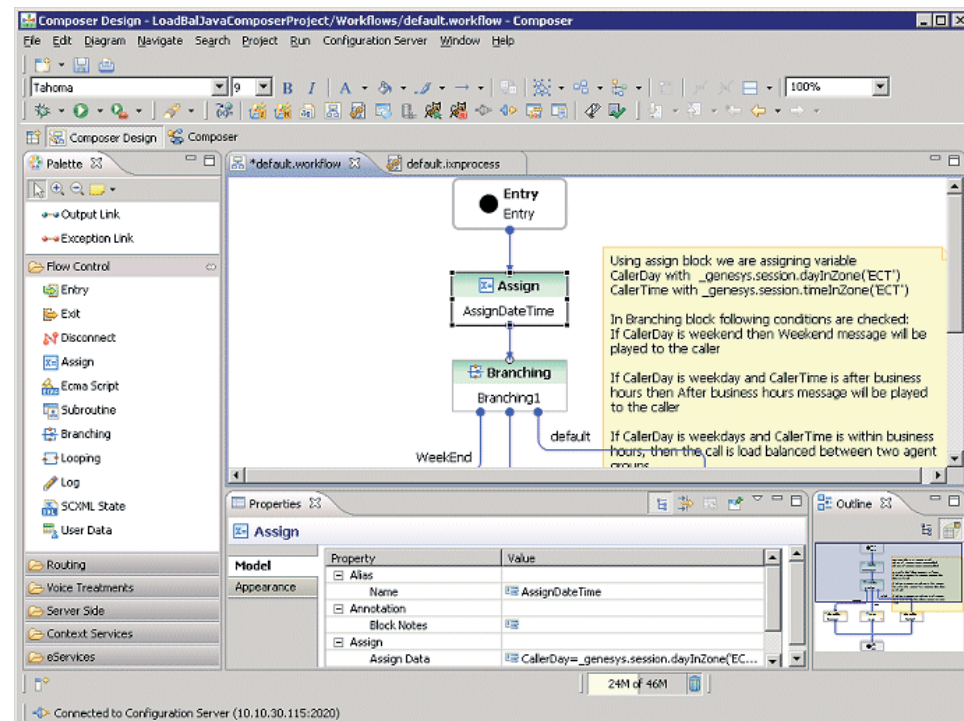 Composer Design - LoadBalJavaComposerProject/Workflows/default.workflow - Composer
File Edit Diagram Navigate Search Project Run Configuration Server Window Help
Tahoma 9 B I A 100%
Composer Design Composer
Palette
*default.workflow default.ixnprocess
Output Link
Exception Link
Flow Control
Entry
Exit
Disconnect
Assign
Ecma Script
Subroutine
Branching
Looping
Log
SCXML State
User Data
Routing
Voice Treatments
Server Side
Context Services
eServices
Entry
Entry
Assign
AssignDateTime
Branching
Branching1
WeekEnd
default
Using assign block we are assigning variable
CallerDay with _genesys.session.dayInZone('ECT')
CallerTime with _genesys.session.timeInZone('ECT')
In Branching block following conditions are checked:
If CallerDay is weekend then Weekend message will be
played to the caller
If CallerDay is weekday and CallerTime is after business
hours then After business hours message will be played
to the caller
If CallerDay is weekdays and CallerTime is within business
hours, then the call is load balanced between two agent
groups
Properties
Assign
Model
Appearance
Property Value
Alias
Name AssignDateTime
Annotation
Block Notes
Assign
Assign Data CallerDay=_genesys.session.dayInZone('EC...
Outline
24M of 46M
Connected to Configuration Server (10.10.30.115:2020)